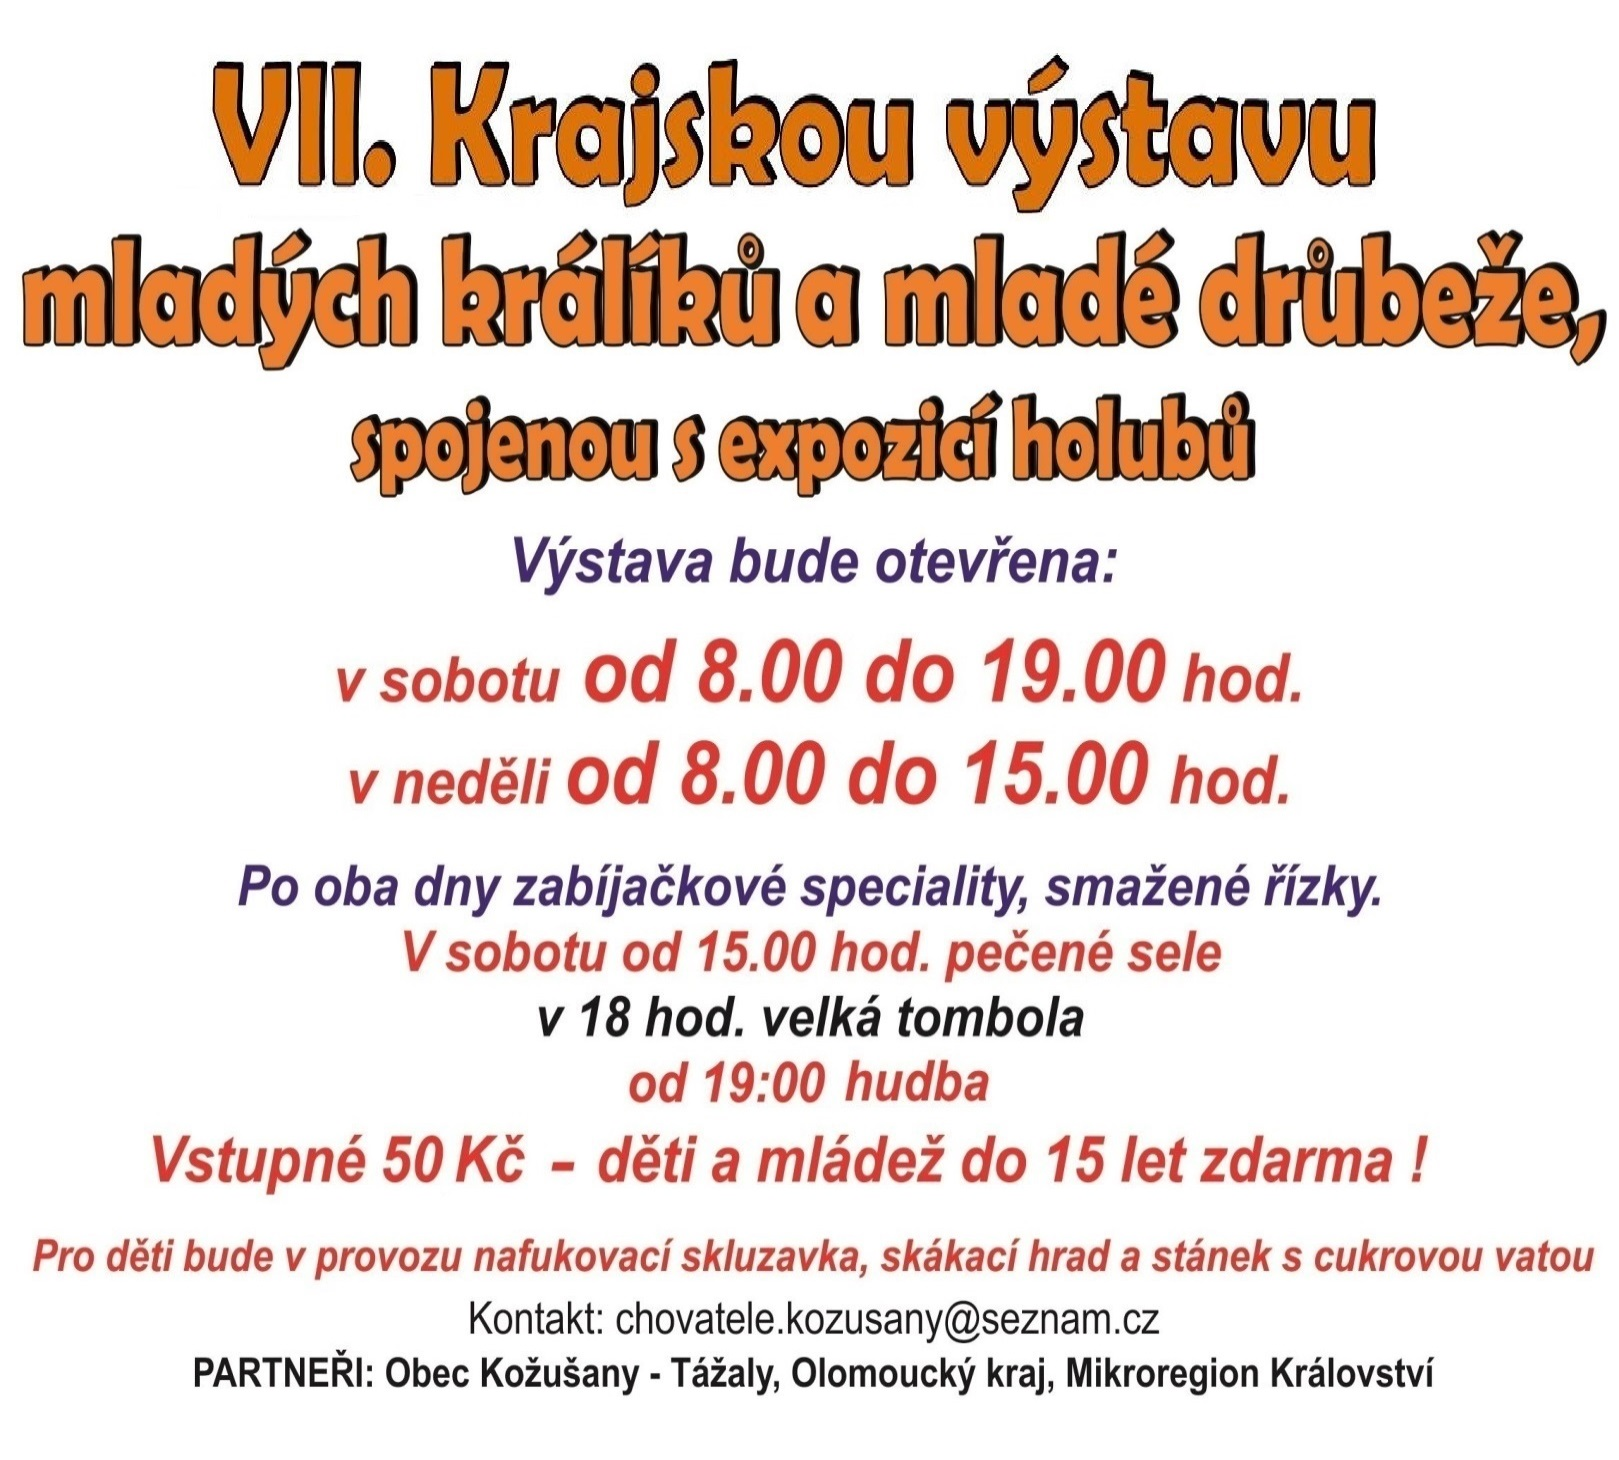 VII. Krajskou výstavu
mladých králíků a mladé drůbeže,
spojenou s expozicí holubů
Výstava bude otevřena:
v sobotu od 8.00 do 19.00 hod.
v neděli od 8.00 do 15.00 hod.
Po oba dny zabíjačkové speciality, smažené řízky.
V sobotu od 15.00 hod. pečené sele
v 18 hod. velká tombola
od 19:00 hudba
Vstupné 50 Kč - děti a mládež do 15 let zdarma !
Pro děti bude v provozu nafukovací skluzavka, skákací hrad a stánek s cukrovou vatou
Kontakt: chovatele.kozusany@seznam.cz
PARTNEŘI: Obec Kožušany - Tážaly, Olomoucký kraj, Mikroregion Království